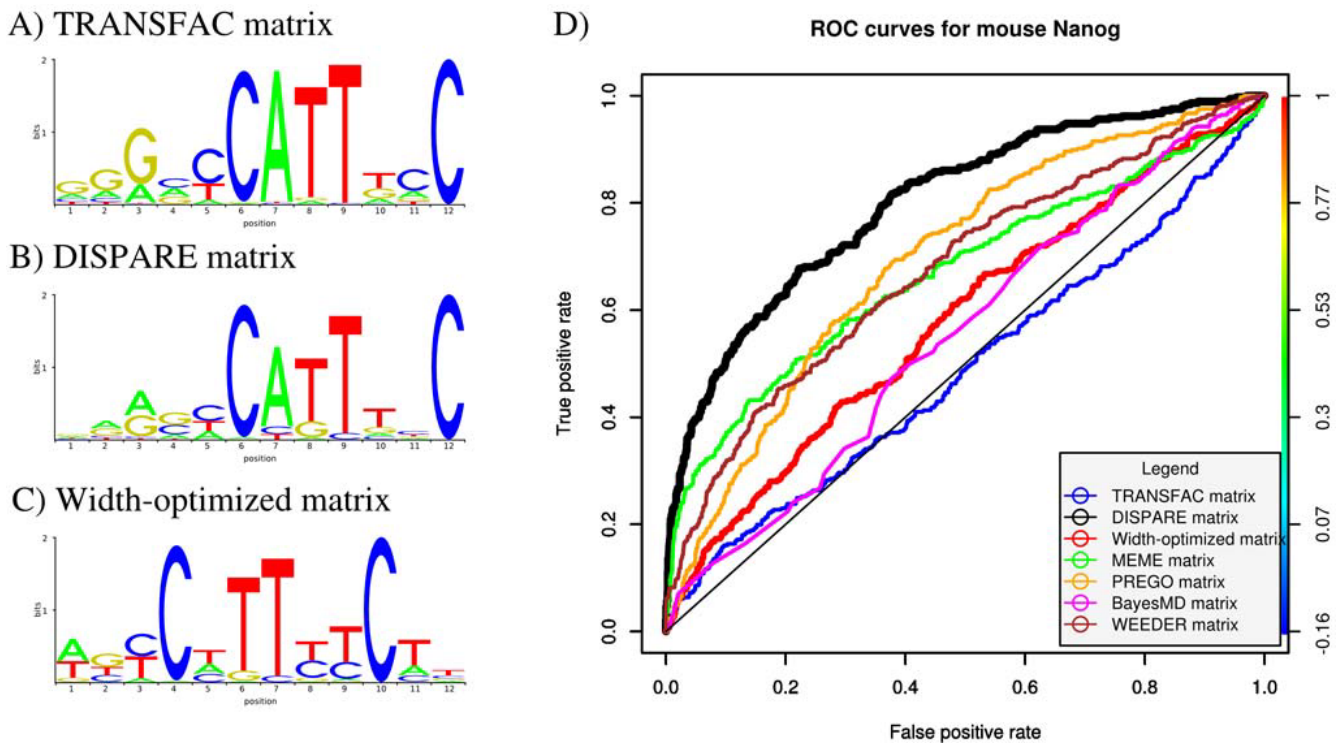 A) TRANSFAC matrix
2
1
bits
G G G C C C A T T T C C
A A A A T G A
C T G
1 2 3 4 5 6 7 8 9 10 11 12
position
B) DISPARE matrix
2
1
bits
A A G C C A T T T C
G C T T G C
A
1 2 3 4 5 6 7 8 9 10 11 12
position
C) Width-optimized matrix
2
1
bits
A G C C T T T T T C T T
T T T A G C C C A
C
1 2 3 4 5 6 7 8 9 10 11 12
position
D)
ROC curves for mouse Nanog
True positive rate
0.0 0.2 0.4 0.6 0.8 1.0
0.0 0.2 0.4 0.6 0.8 1.0
False positive rate
-0.16 0.07 0.33 0.53 0.77 1
Legend
TRANSFAC matrix
DISPARE matrix
Width-optimized matrix
MEME matrix
PREGO matrix
BayesMD matrix
WEEDER matrix